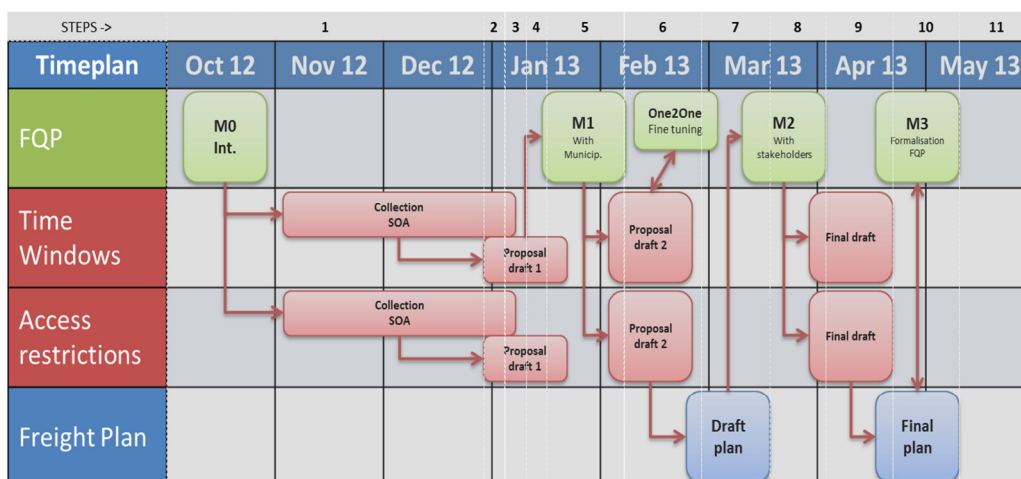 STEPS -> 1 2 3 4 5 6 7 8 9 10 11
Timeplan Oct 12 Nov 12 Dec 12 Jan 13 Feb 13 Mar 13 Apr 13 May 13
FQP
M0
Int.
M1
With
Municip.
One2One
Fine tuning
M2
With
stakeholders
M3
Formalisation
FQP
Time
Windows
Collection
SOA
Proposal
draft 1
Proposal
draft 2
Final draft
Access
restrictions
Collection
SOA
Proposal
draft 1
Proposal
draft 2
Final draft
Freight Plan
Draft
plan
Final
plan